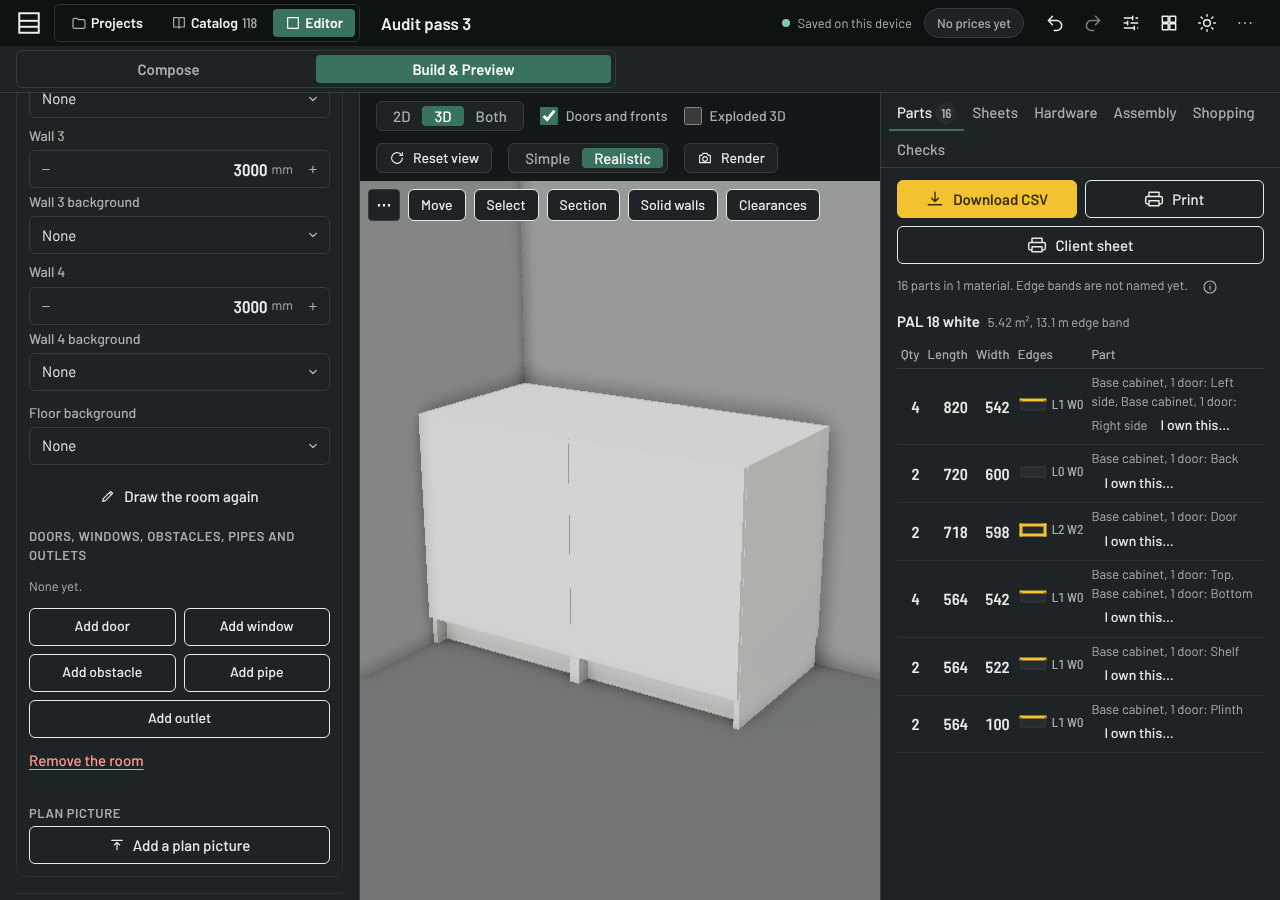 Projects
Catalog 118
Editor
Audit pass 3
Saved on this device
No prices yet
Compose
Build & Preview
None
Wall 3
− 3000 mm +
Wall 3 background
None
Wall 4
− 3000 mm +
Wall 4 background
None
Floor background
None
Draw the room again
DOORS, WINDOWS, OBSTACLES, PIPES AND
OUTLETS
None yet.
Add door
Add window
Add obstacle
Add pipe
Add outlet
Remove the room
PLAN PICTURE
Add a plan picture
2D 3D Both
Doors and fronts
Exploded 3D
Reset view
Simple Realistic
Render
Move
Select
Section
Solid walls
Clearances
Parts 16
Sheets
Hardware
Assembly
Shopping
Checks
Download CSV
Print
Client sheet
16 parts in 1 material. Edge bands are not named yet.
PAL 18 white 5.42 m², 13.1 m edge band
Qty Length Width Edges Part
4 820 542 L1 W0 Base cabinet, 1 door: Left
side, Base cabinet, 1 door:
Right side I own this...
2 720 600 L0 W0 Base cabinet, 1 door: Back
I own this...
2 718 598 L2 W2 Base cabinet, 1 door: Door
I own this...
4 564 542 L1 W0 Base cabinet, 1 door: Top,
Base cabinet, 1 door: Bottom
I own this...
2 564 522 L1 W0 Base cabinet, 1 door: Shelf
I own this...
2 564 100 L1 W0 Base cabinet, 1 door: Plinth
I own this...